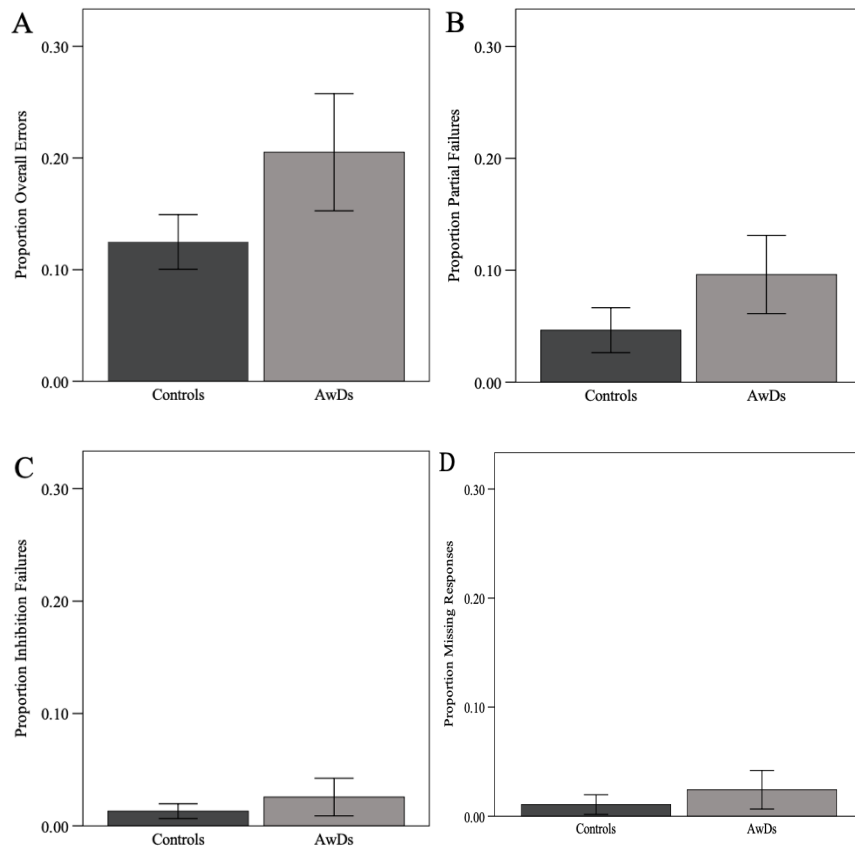 A
Proportion Overall Errors
0.30
0.20
0.10
0.00
Controls AwDs
B
Proportion Partial Failures
0.30
0.20
0.10
0.00
Controls AwDs
C
Proportion Inhibition Failures
0.30
0.20
0.10
0.00
Controls AwDs
D
Proportion Missing Responses
0.30
0.20
0.10
0.00
Controls AwDs